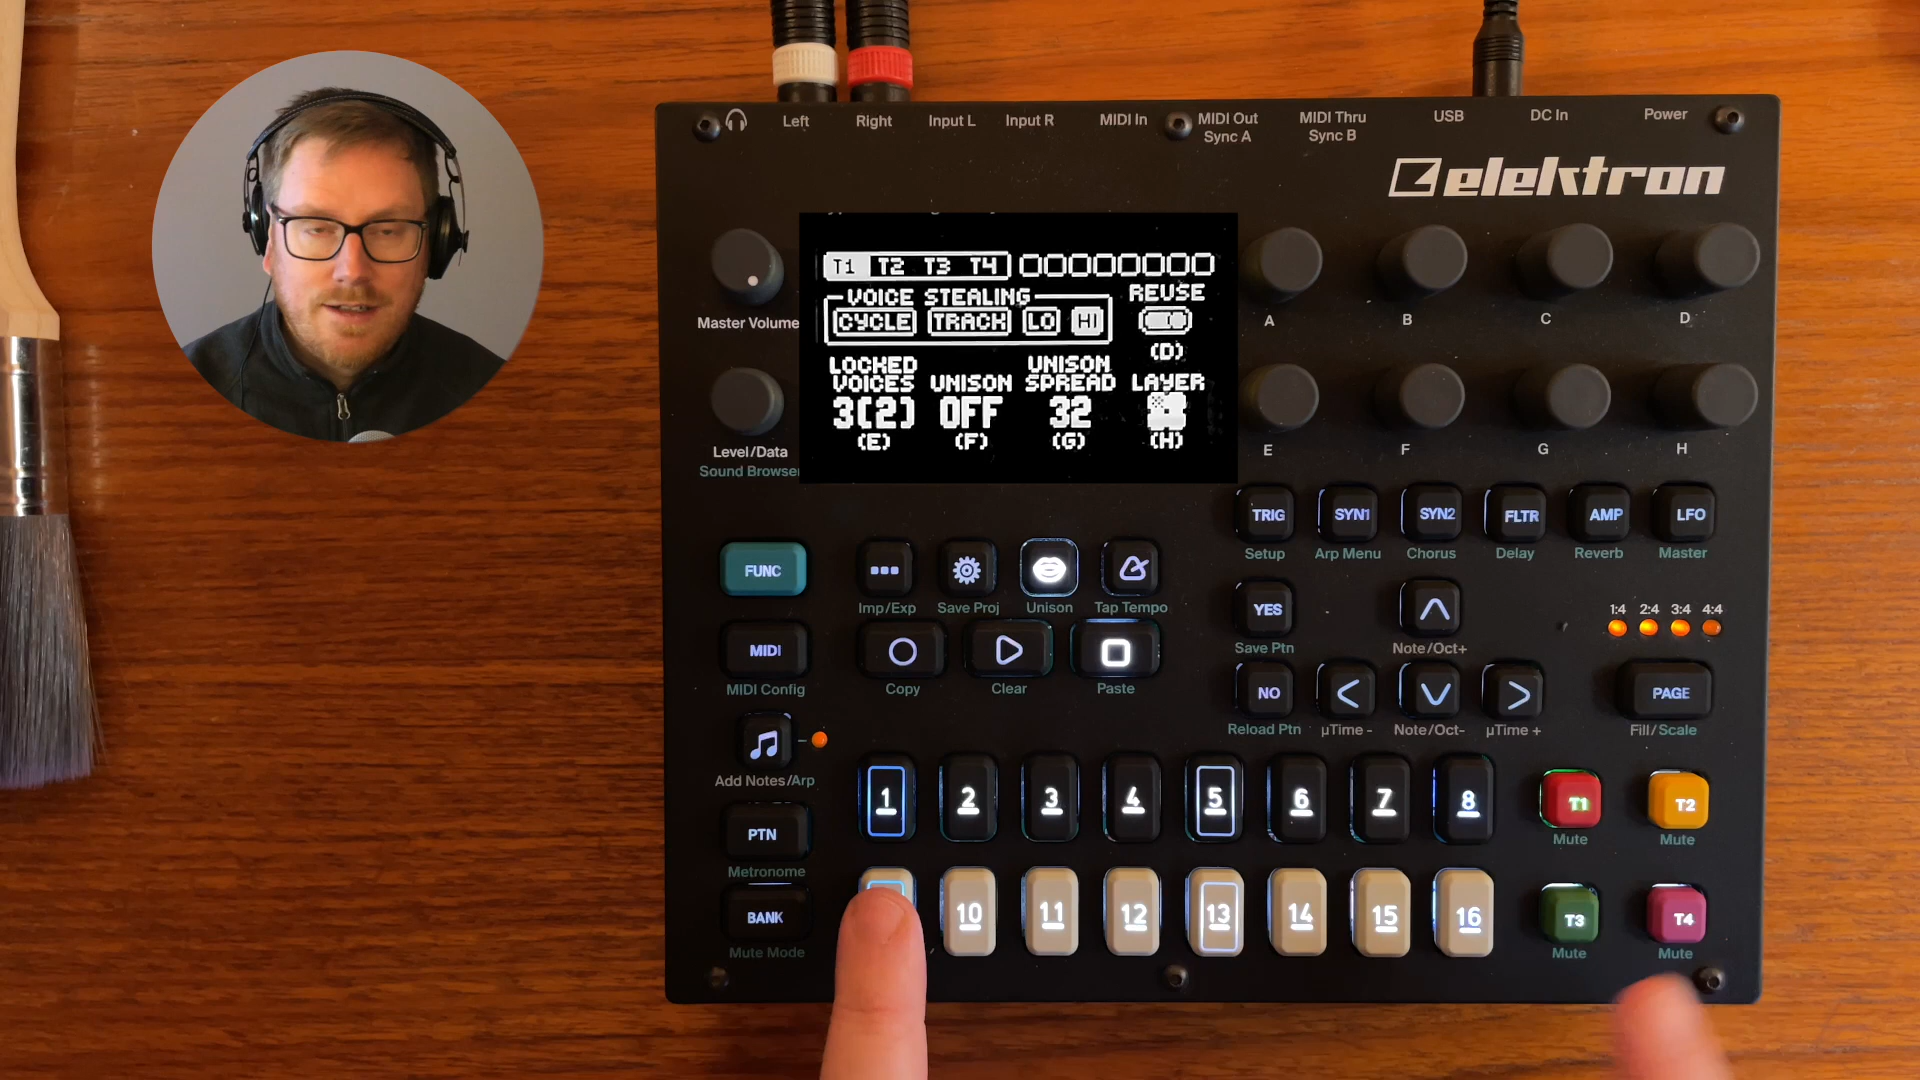 Left
Right
Input L
Input R
MIDI In
MIDI Out
Sync A
MIDI Thru
Sync B
USB
DC In
Power
elektron
T1 T2 T3 T4
VOICE STEALING
REUSE
CYCLE TRACK LO HI
(D)
LOCKED
VOICES
UNISON
UNISON
SPREAD
LAYER
3(2) OFF 32
(E) (F) (G) (H)
Master Volume
Level/Data
Sound Browser
A B C D
E F G H
TRIG SYN1 SYN2 FLTR AMP LFO
Setup Arp Menu Chorus Delay Reverb Master
FUNC
Imp/Exp Save Proj Unison Tap Tempo
YES
Save Ptn
Note/Oct+
1:4 2:4 3:4 4:4
MIDI
MIDI Config
Copy Clear Paste
NO
Reload Ptn µTime - Note/Oct- µTime +
PAGE
Fill/Scale
Add Notes/Arp
PTN
Metronome
BANK
Mute Mode
1 2 3 4 5 6 7 8
10 11 12 13 14 15 16
T1 T2
Mute Mute
T3 T4
Mute Mute